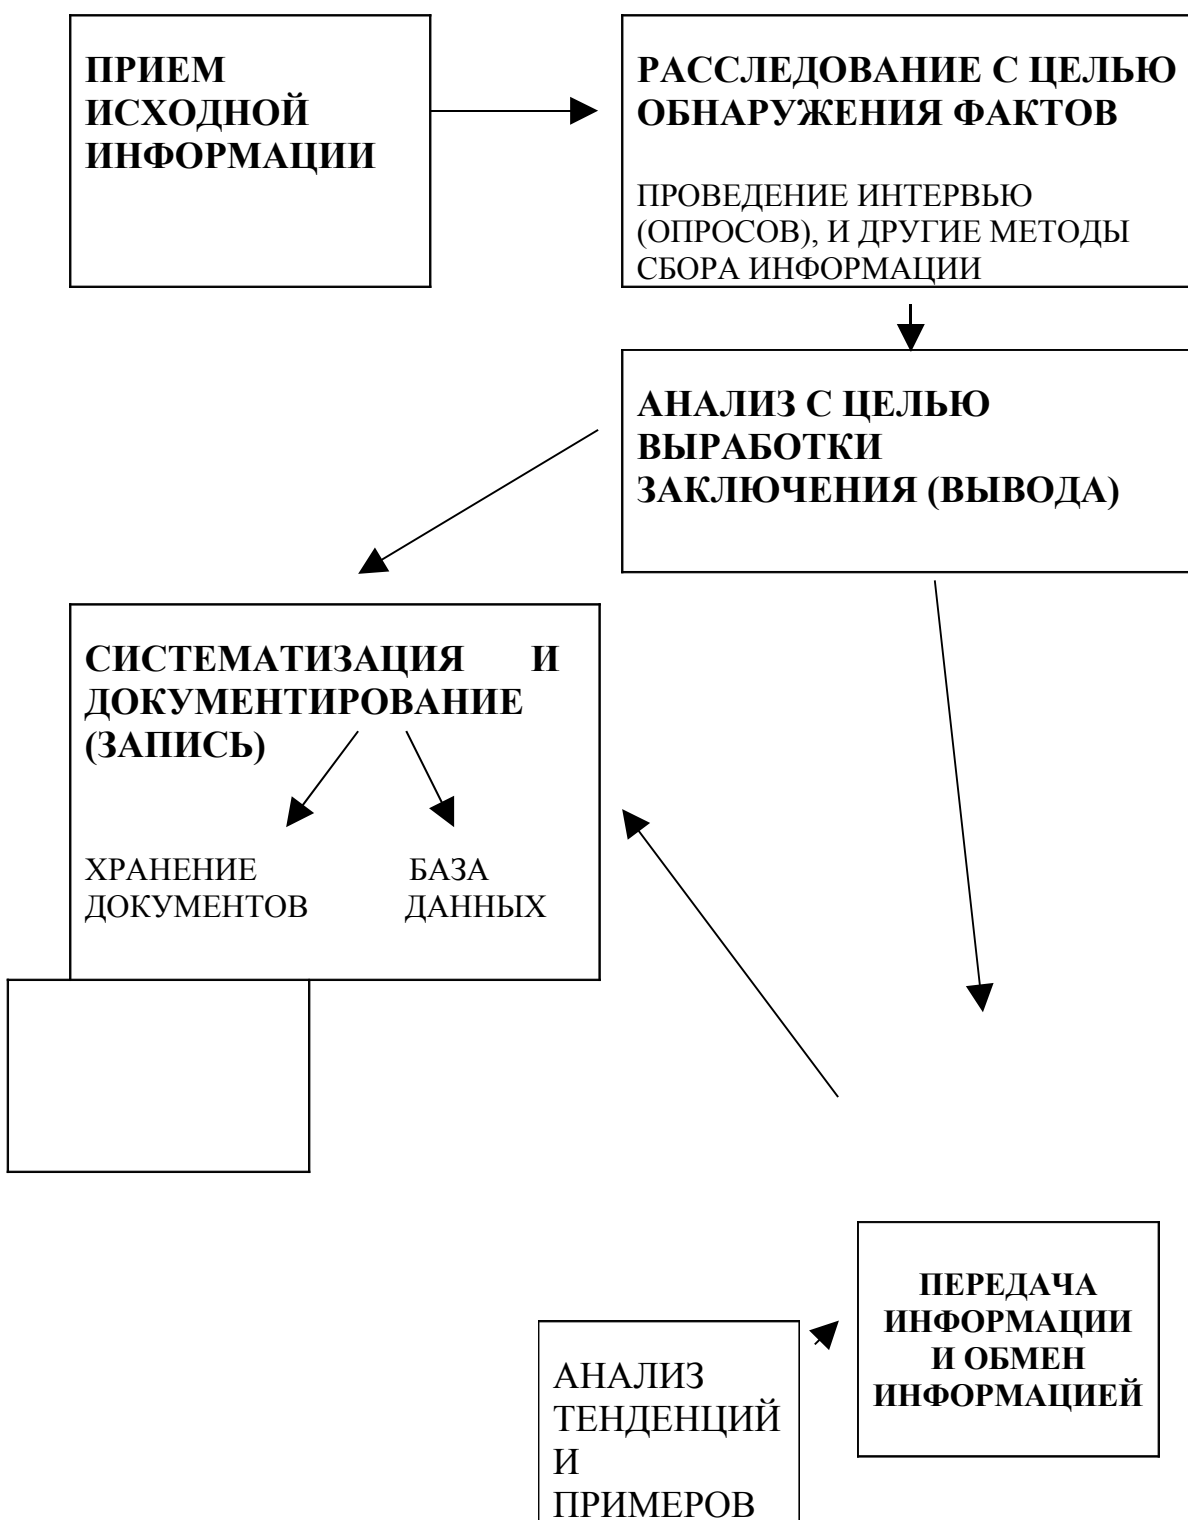 ПРИЕМ
ИСХОДНОЙ
ИНФОРМАЦИИ
РАССЛЕДОВАНИЕ С ЦЕЛЬЮ
ОБНАРУЖЕНИЯ ФАКТОВ
ПРОВЕДЕНИЕ ИНТЕРВЬЮ
(ОПРОСОВ), И ДРУГИЕ МЕТОДЫ
СБОРА ИНФОРМАЦИИ
АНАЛИЗ С ЦЕЛЬЮ
ВЫРАБОТКИ
ЗАКЛЮЧЕНИЯ (ВЫВОДА)
СИСТЕМАТИЗАЦИЯ И
ДОКУМЕНТИРОВАНИЕ
(ЗАПИСЬ)
ХРАНЕНИЕ
ДОКУМЕНТОВ
БАЗА
ДАННЫХ
ПЕРЕДАЧА
ИНФОРМАЦИИ
И ОБМЕН
ИНФОРМАЦИЕЙ
АНАЛИЗ
ТЕНДЕНЦИЙ
И
ПРИМЕРОВ